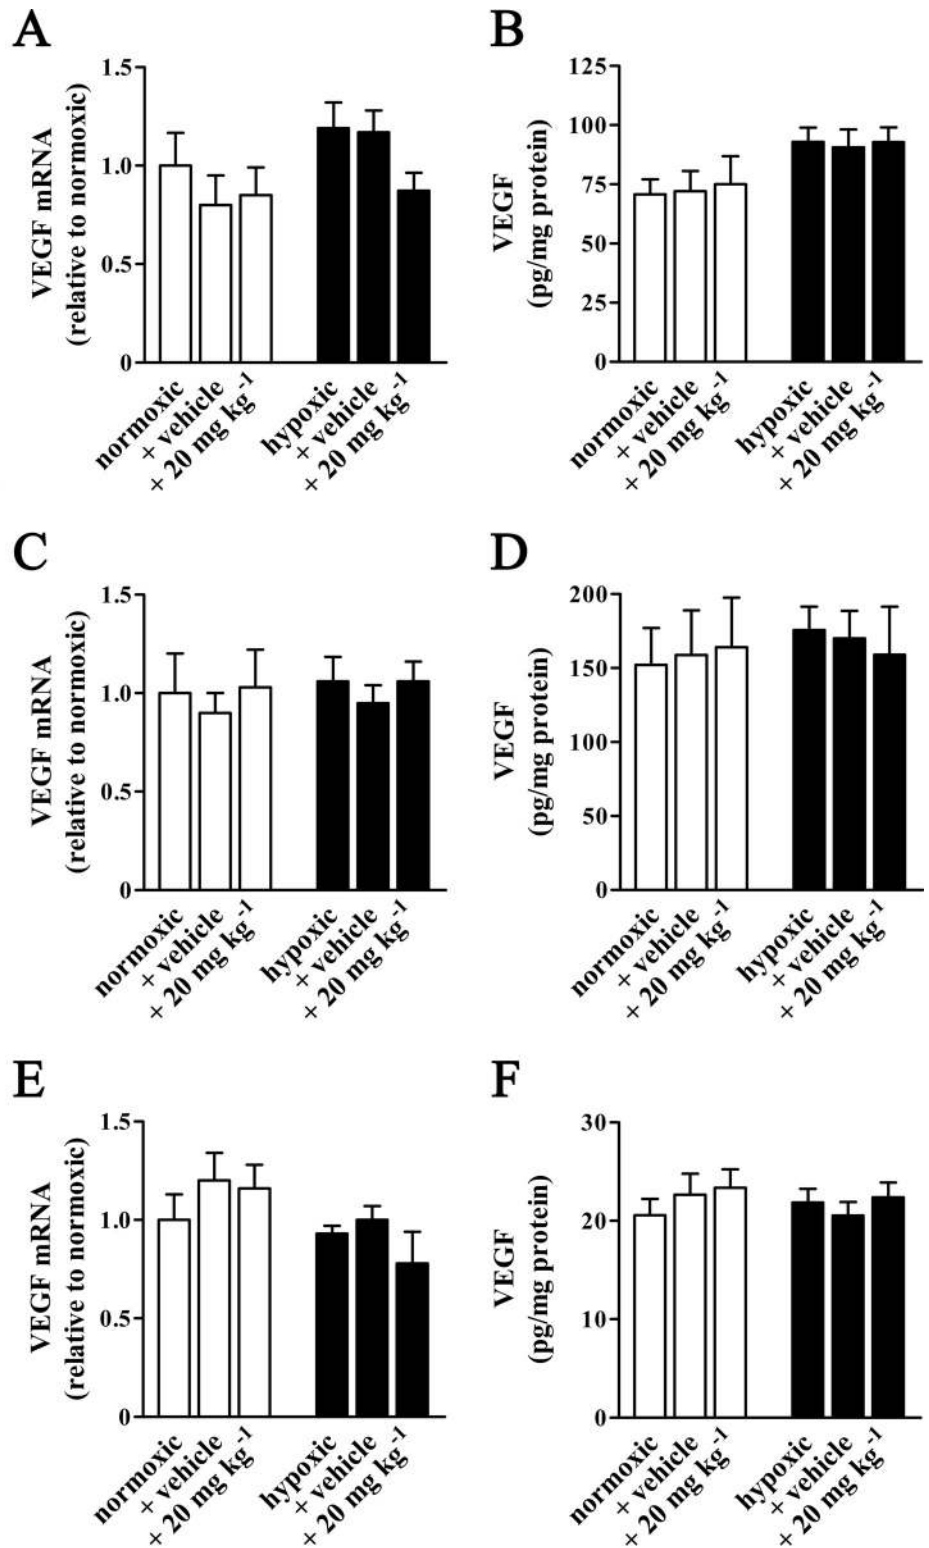 A
VEGF mRNA
(relative to normoxic)
1.5
1.0
0.5
0
normoxic
+ vehicle
+ 20 mg kg⁻¹
hypoxic
+ vehicle
+ 20 mg kg⁻¹
B
VEGF
(pg/mg protein)
125
100
75
50
25
0
normoxic
+ vehicle
+ 20 mg kg⁻¹
hypoxic
+ vehicle
+ 20 mg kg⁻¹
C
VEGF mRNA
(relative to normoxic)
1.5
1.0
0.5
0
normoxic
+ vehicle
+ 20 mg kg⁻¹
hypoxic
+ vehicle
+ 20 mg kg⁻¹
D
VEGF
(pg/mg protein)
200
150
100
50
0
normoxic
+ vehicle
+ 20 mg kg⁻¹
hypoxic
+ vehicle
+ 20 mg kg⁻¹
E
VEGF mRNA
(relative to normoxic)
1.5
1.0
0.5
0
normoxic
+ vehicle
+ 20 mg kg⁻¹
hypoxic
+ vehicle
+ 20 mg kg⁻¹
F
VEGF
(pg/mg protein)
30
20
10
0
normoxic
+ vehicle
+ 20 mg kg⁻¹
hypoxic
+ vehicle
+ 20 mg kg⁻¹